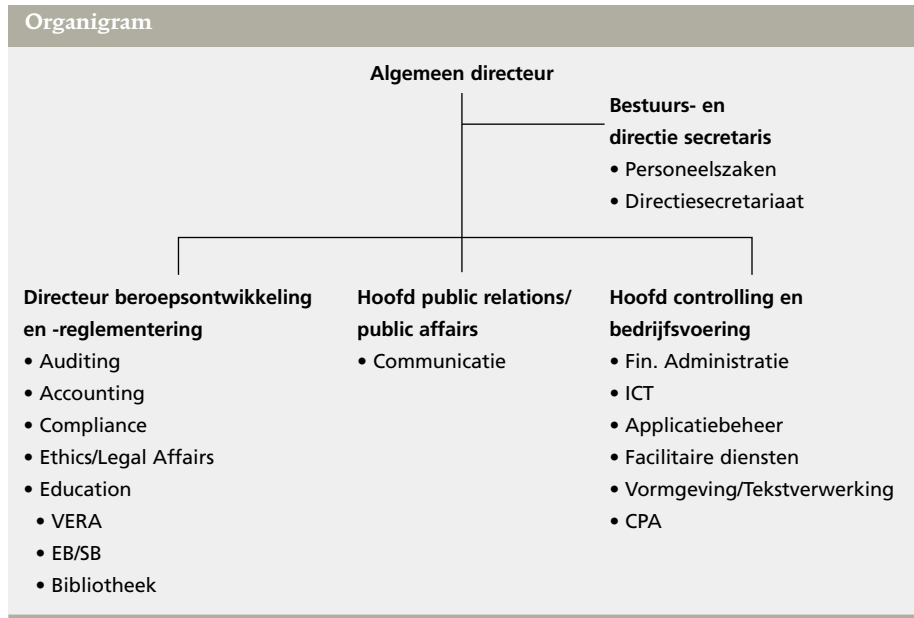 Organigram
Algemeen directeur
Bestuurs- en
directie secretaris
• Personeelszaken
• Directiesecretariaat
Directeur beroepsontwikkeling
en -reglementering
• Auditing
• Accounting
• Compliance
• Ethics/Legal Affairs
• Education
• VERA
• EB/SB
• Bibliotheek
Hoofd public relations/
public affairs
• Communicatie
Hoofd controlling en
bedrijfsvoering
• Fin. Administratie
• ICT
• Applicatiebeheer
• Facilitaire diensten
• Vormgeving/Tekstverwerking
• CPA